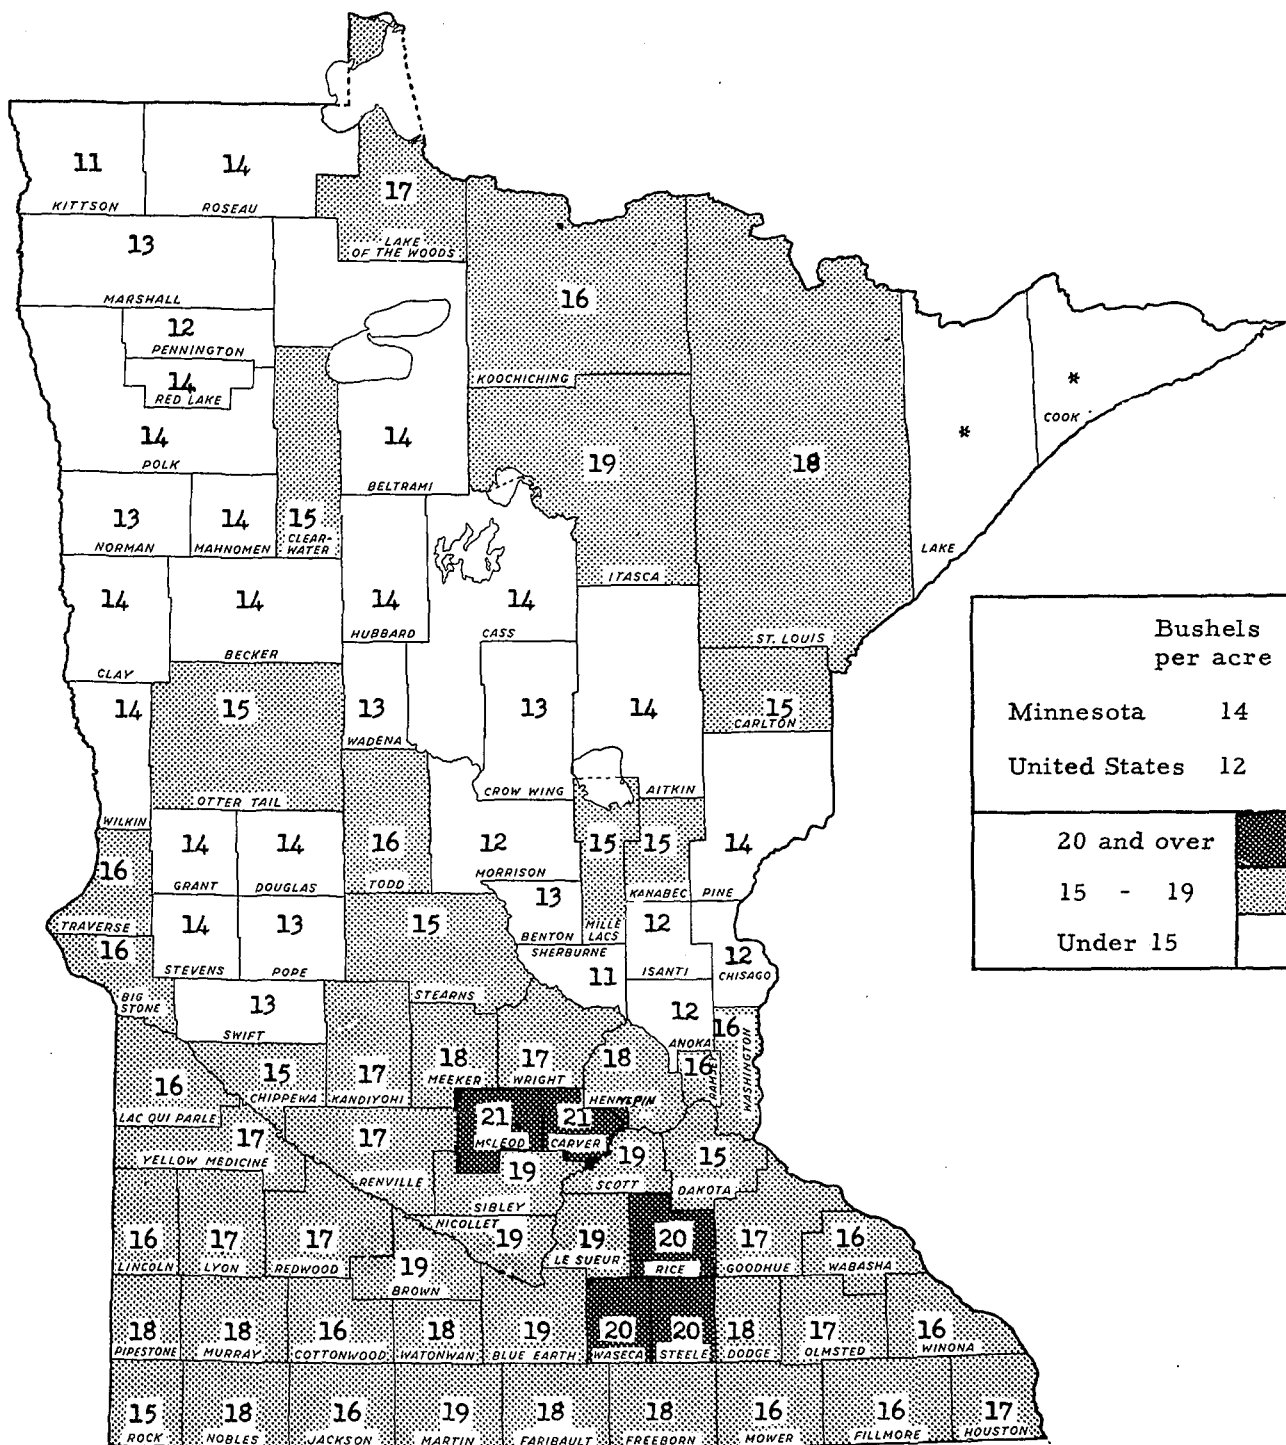 11
14
KITTSON
ROSEAU
17
LAKE
OF THE WOODS
13
MARSHALL
16
KOOCHICHING
12
PENNINGTON
14
RED LAKE
*
COOK
*
LAKE
14
POLK
14
BELTRAMI
19
ITASCA
18
ST. LOUIS
13
NORMAN
14
MAHNOMEN
15
CLEAR-
WATER
14
CLAY
14
BECKER
14
HUBBARD
14
CASS
Bushels
per acre
Minnesota 14
United States 12
20 and over
15 - 19
Under 15
14
WILKIN
15
OTTER TAIL
13
WADENA
13
CROW WING
14
AITKIN
15
CARLTON
16
TRAVERSE
14
GRANT
14
DOUGLAS
16
TODD
12
MORRISON
15
MILLE
LACS
15
KANABEC
14
PINE
16
BIG
STONE
14
STEVENS
13
POPE
15
STEARNS
13
BENTON
SHERBURNE
11
12
ISANTI
12
CHISAGO
13
SWIFT
12
ANOKA
16
WASHINGTON
16
16
LAC QUI PARLE
15
CHIPPEWA
17
KANDIYOHI
18
MEEKER
17
WRIGHT
18
HENNEPIN
17
YELLOW MEDICINE
17
RENVILLE
21
McLEOD
21
CARVER
19
SIBLEY
19
SCOTT
15
DAKOTA
16
LINCOLN
17
LYON
17
REDWOOD
19
BROWN
NICOLLET
19
19
LE SUEUR
20
RICE
17
GOODHUE
16
WABASHA
18
PIPESTONE
18
MURRAY
16
COTTONWOOD
18
WATONWAN
19
BLUE EARTH
20
WASECA
20
STEELE
18
DODGE
17
OLMSTED
16
WINONA
15
ROCK
18
NOBLES
16
JACKSON
19
MARTIN
18
FARIBAULT
18
FREEBORN
16
MOWER
16
FILLMORE
17
HOUSTON